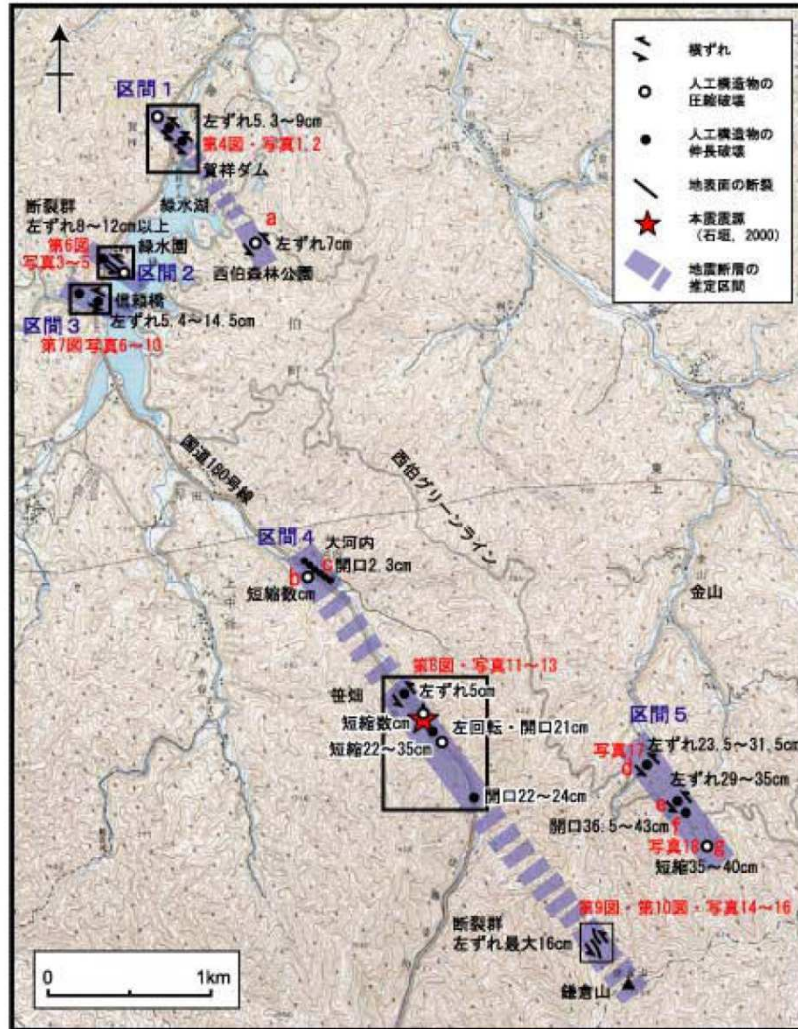 区間1
左ずれ5.3~9cm
第4図・写真1,2
賀祥ダム
緑水湖
断裂群
左ずれ8~12cm以上
第6図
写真3~5
緑水園
区間2
a
左ずれ7cm
西伯森林公園
信頼橋
左ずれ5.4~14.5cm
区間3
第7図 写真6~10
伯
町
国道180号線
西伯グリーンライン
東上
金山
区間4
大河内
c 開口2.3cm
b
短縮数cm
上中谷
第8図・写真11~13
笹畑
左ずれ5cm
短縮数cm
左回転・開口21cm
短縮22~35cm
開口22~24cm
区間5
写真17
左ずれ23.5~31.5cm
d
左ずれ29~35cm
e
開口36.5~43cm
f
写真18
g
短縮35~40cm
第9図・第10図・写真14~16
断裂群
左ずれ最大16cm
鎌倉山
0
1km
横ずれ
人工構造物の
圧縮破壊
人工構造物の
伸長破壊
地表面の断裂
本震震源
(石垣, 2000)
地震断層の
推定区間